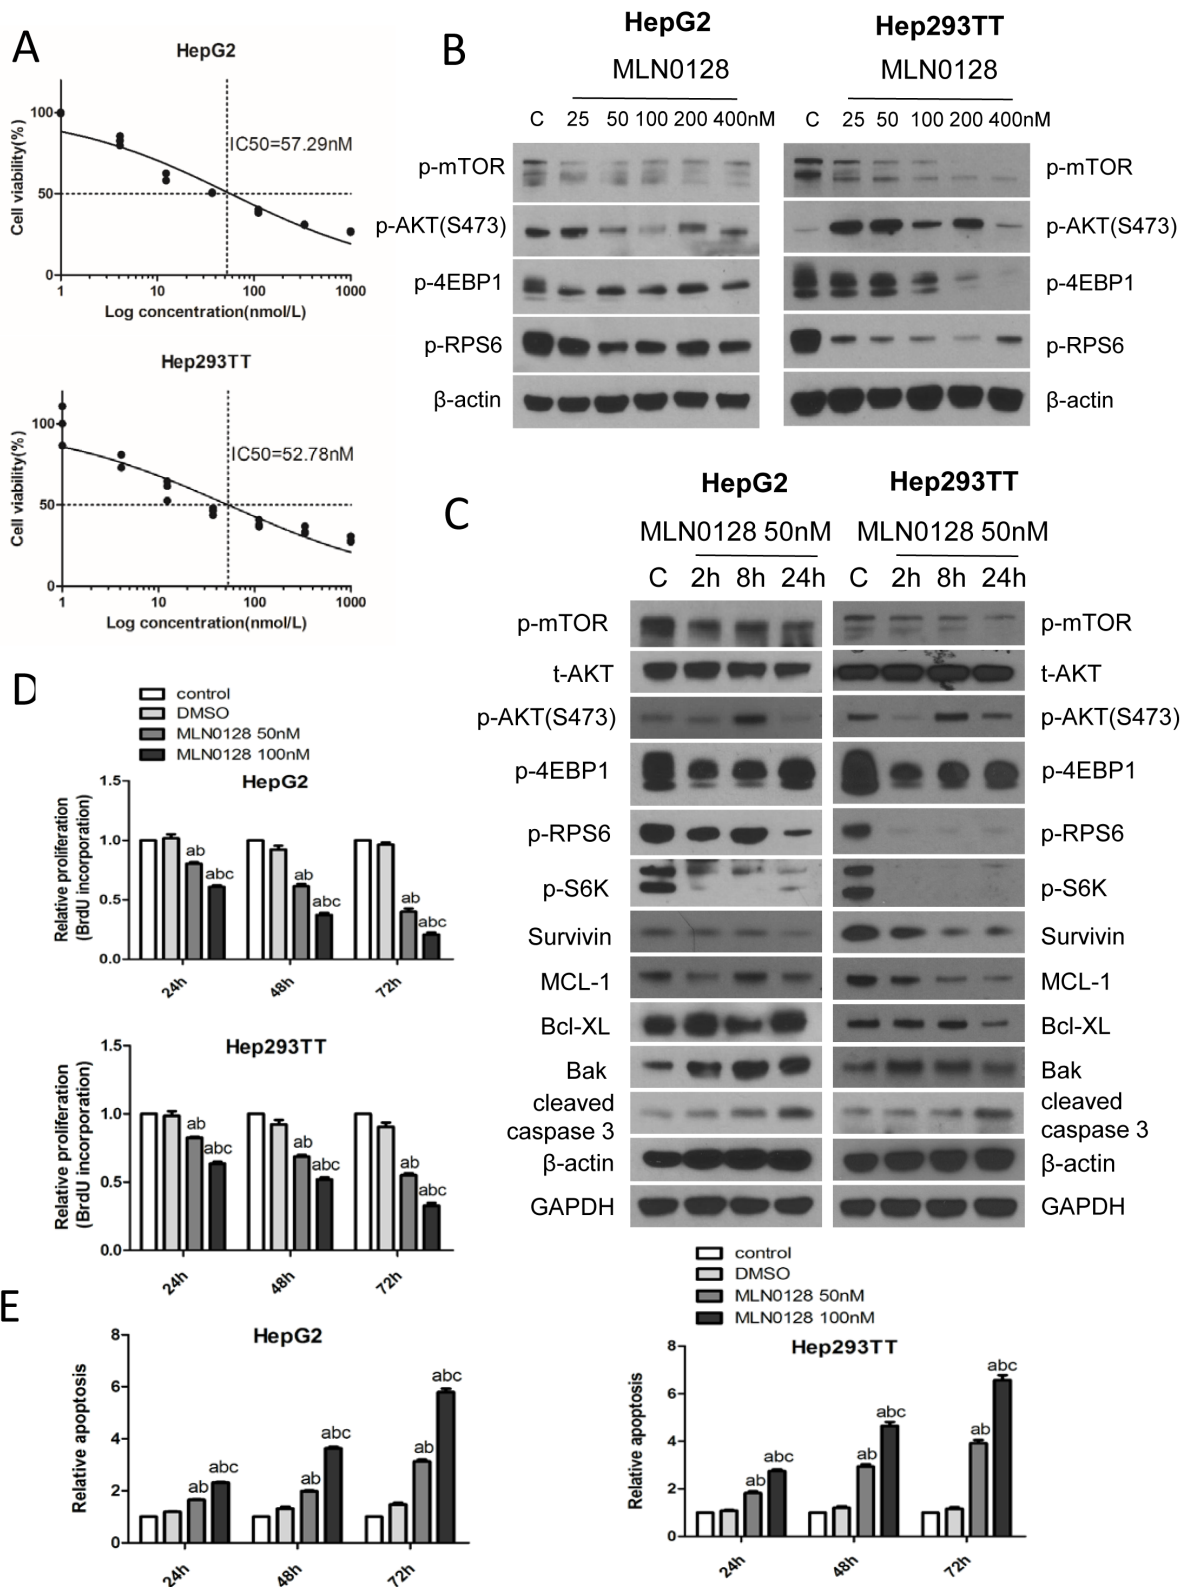 A
HepG2
Cell viability(%)
100
50
0
IC50=57.29nM
1 10 100 1000
Log concentration(nmol/L)
Hep293TT
Cell viability(%)
100
50
0
IC50=52.78nM
1 10 100 1000
Log concentration(nmol/L)
B
HepG2 Hep293TT
MLN0128 MLN0128
C 25 50 100 200 400nM C 25 50 100 200 400nM
p-mTOR p-mTOR
p-AKT(S473) p-AKT(S473)
p-4EBP1 p-4EBP1
p-RPS6 p-RPS6
β-actin β-actin
C
HepG2 Hep293TT
MLN0128 50nM MLN0128 50nM
C 2h 8h 24h C 2h 8h 24h
p-mTOR p-mTOR
t-AKT t-AKT
p-AKT(S473) p-AKT(S473)
p-4EBP1 p-4EBP1
p-RPS6 p-RPS6
p-S6K p-S6K
Survivin Survivin
MCL-1 MCL-1
Bcl-XL Bcl-XL
Bak Bak
cleaved cleaved
caspase 3 caspase 3
β-actin β-actin
GAPDH GAPDH
D
control
DMSO
MLN0128 50nM
MLN0128 100nM
HepG2
Relative proliferation
(BrdU incorporation)
1.5
1.0
0.5
0.0
ab abc ab abc ab abc
24h 48h 72h
Hep293TT
Relative proliferation
(BrdU incorporation)
1.5
1.0
0.5
0.0
ab abc ab abc ab abc
24h 48h 72h
E
HepG2
Relative apoptosis
8
6
4
2
0
ab abc ab abc ab abc
24h 48h 72h
control
DMSO
MLN0128 50nM
MLN0128 100nM
Hep293TT
Relative apoptosis
8
6
4
2
0
ab abc ab abc ab abc
24h 48h 72h